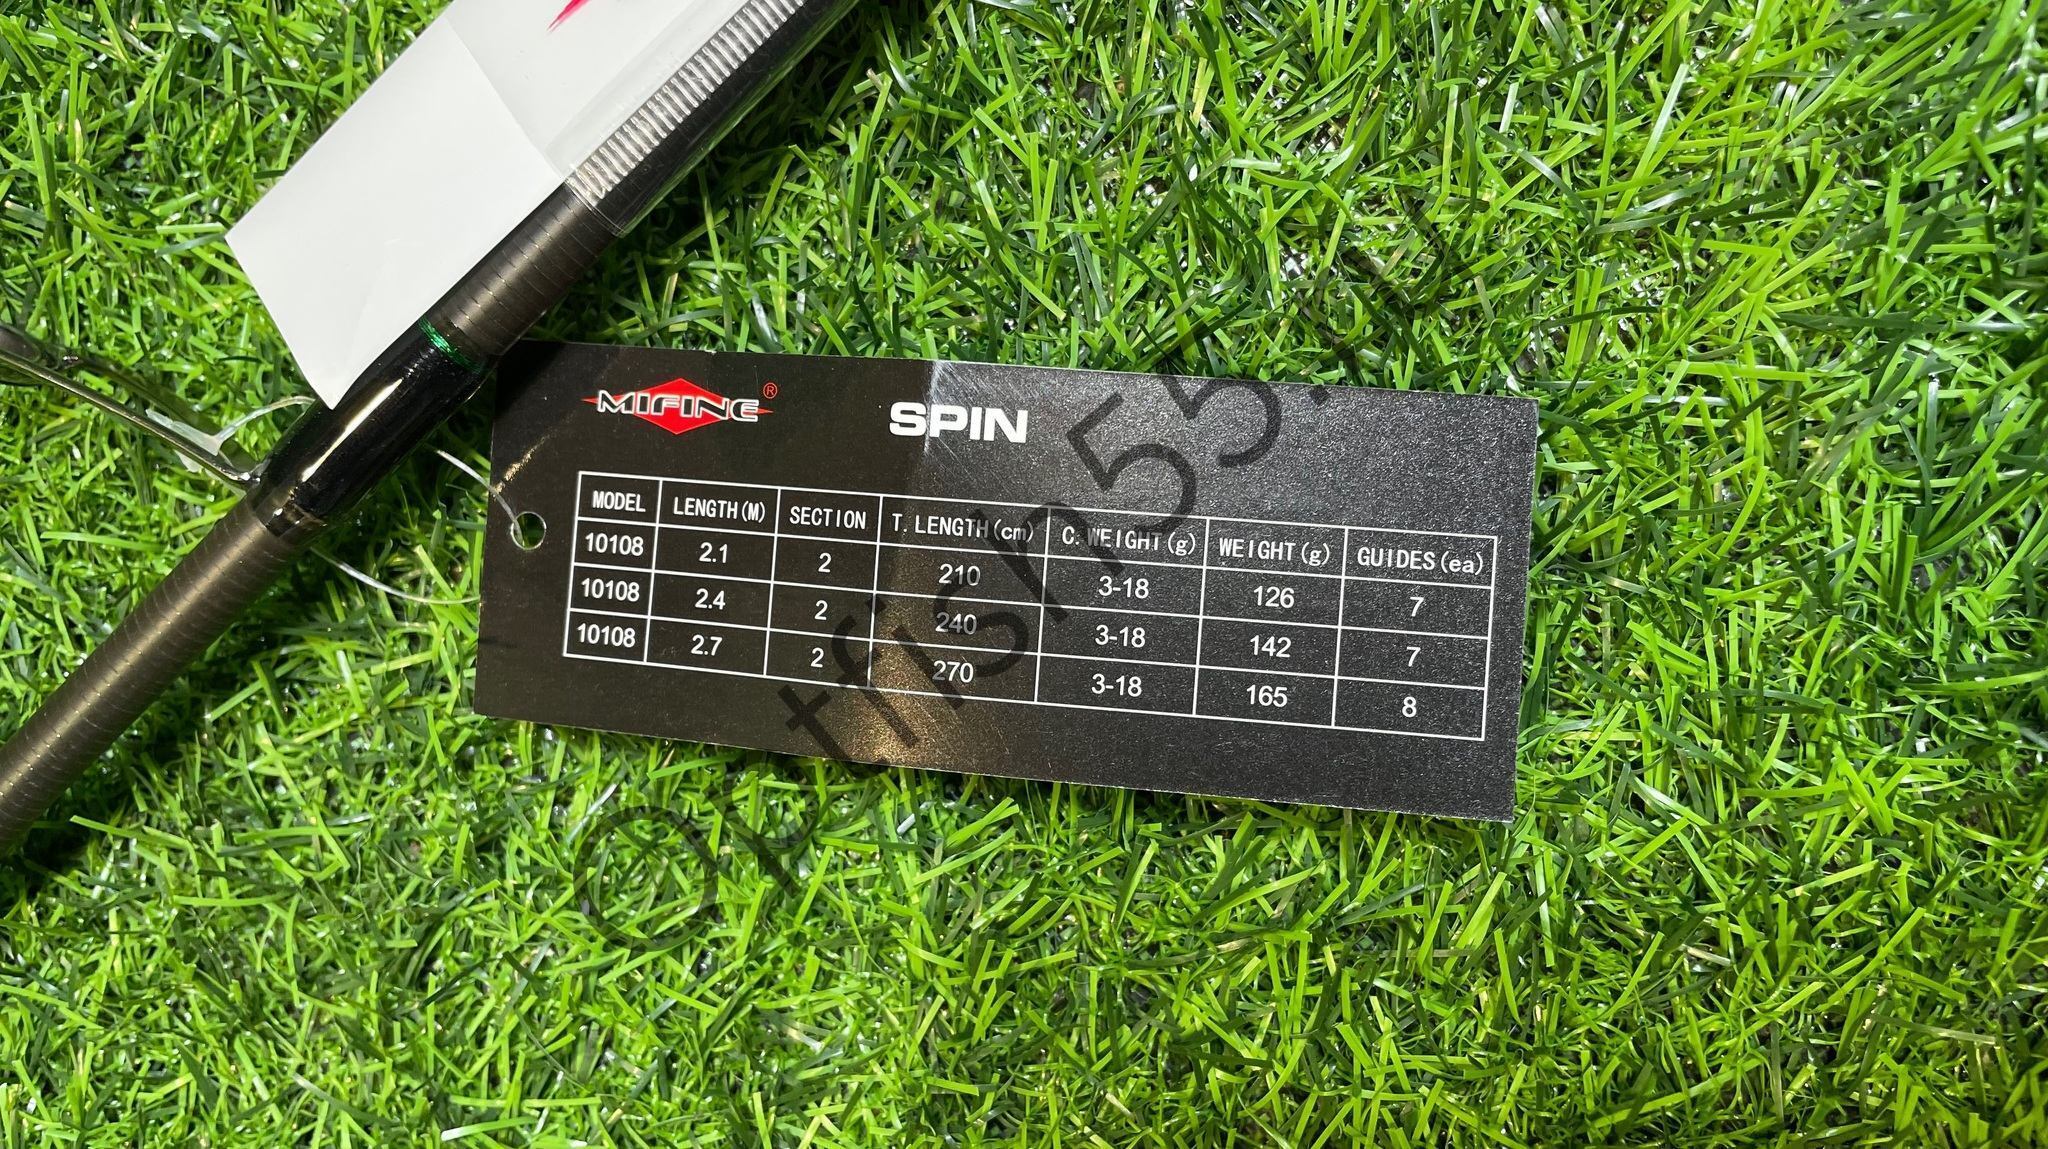 MIFINE ®
SPIN
MODEL LENGTH(M) SECTION T. LENGTH(cm) C. WEIGHT(g) WEIGHT(g) GUIDES(ea)
10108 2.1 2 210 3-18 126 7
10108 2.4 2 240 3-18 142 7
10108 2.7 2 270 3-18 165 8